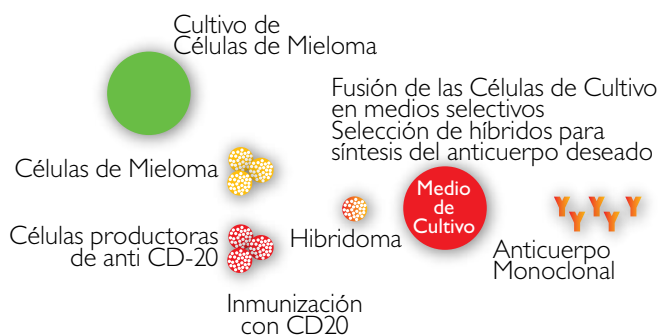 Cultivo de
Células de Mieloma
Fusión de las Células de Cultivo
en medios selectivos
Selección de híbridos para
síntesis del anticuerpo deseado
Células de Mieloma
Medio
de
Cultivo
Células productoras
de anti CD-20
Hibridoma
Anticuerpo
Monoclonal
Inmunización
con CD20